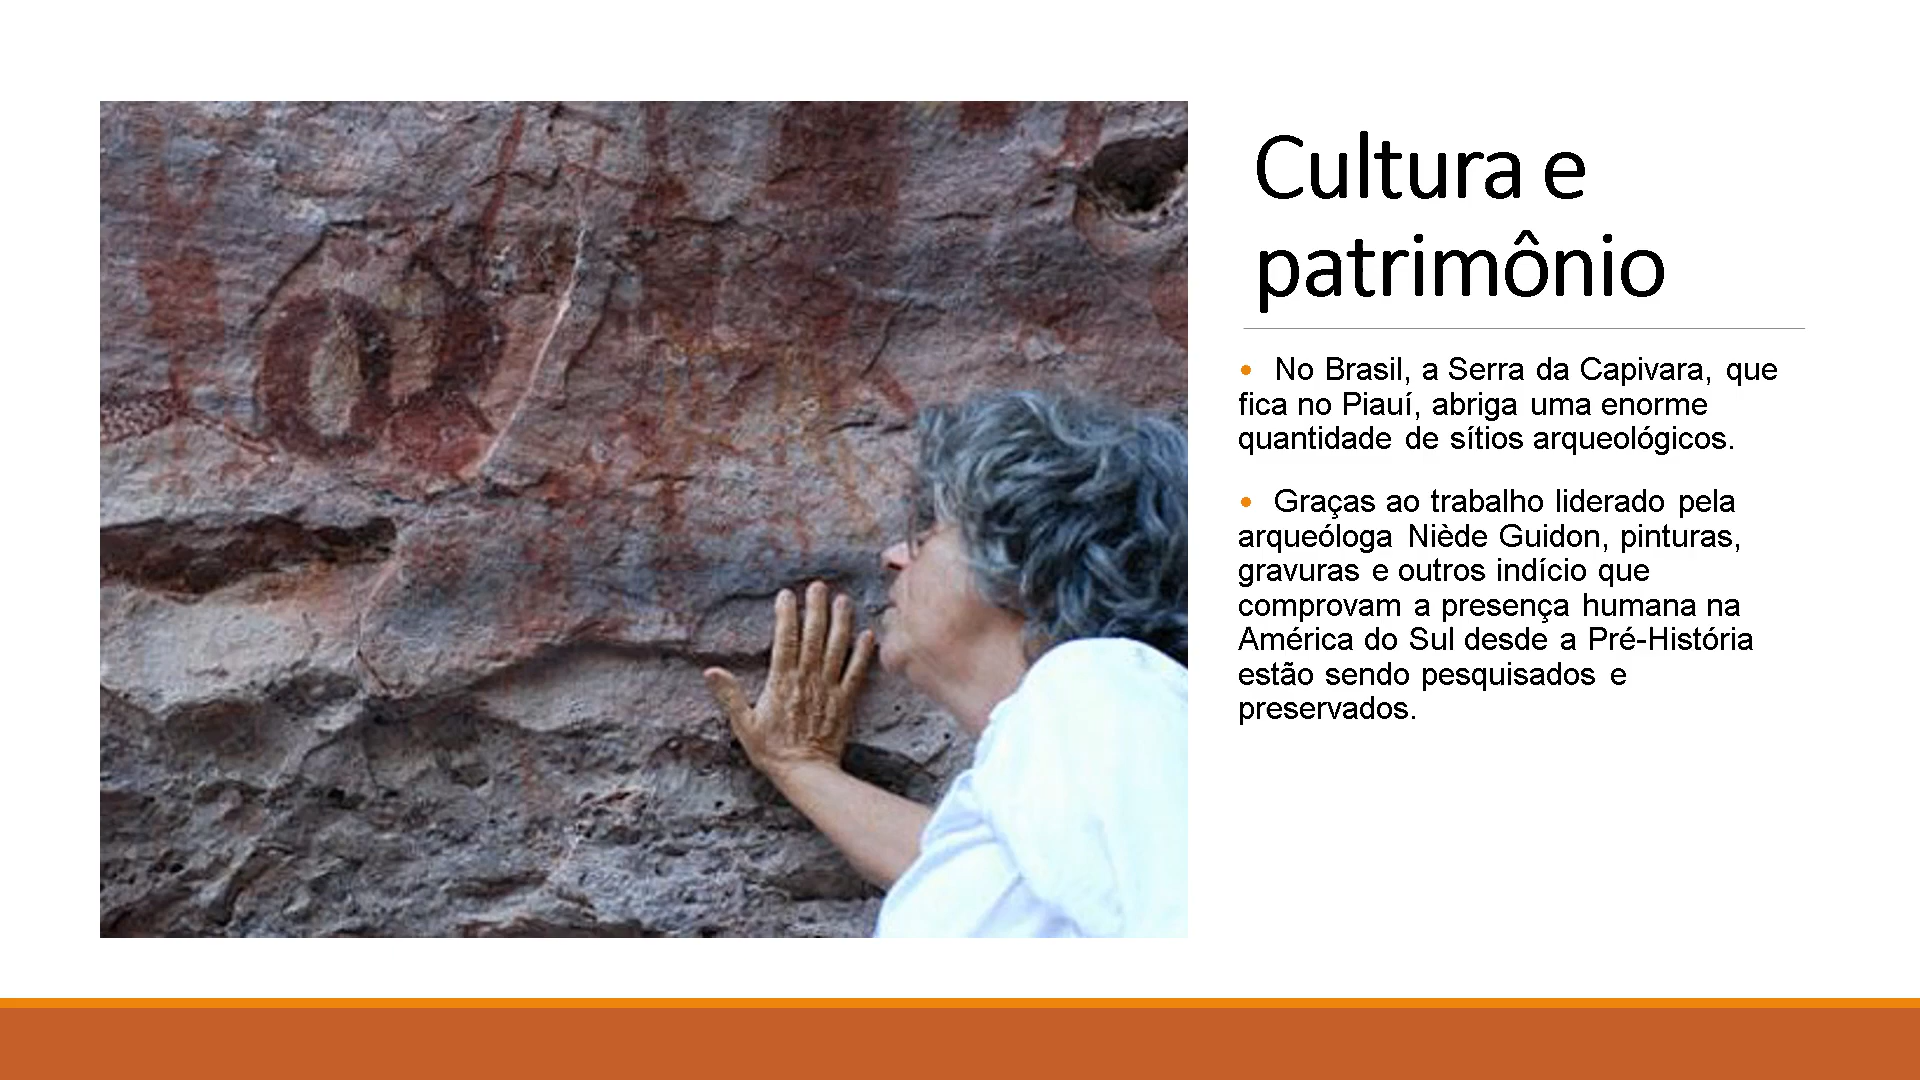 Cultura e
patrimônio
• No Brasil, a Serra da Capivara, que
fica no Piauí, abriga uma enorme
quantidade de sítios arqueológicos.
• Graças ao trabalho liderado pela
arqueóloga Niède Guidon, pinturas,
gravuras e outros indício que
comprovam a presença humana na
América do Sul desde a Pré-História
estão sendo pesquisados e
preservados.